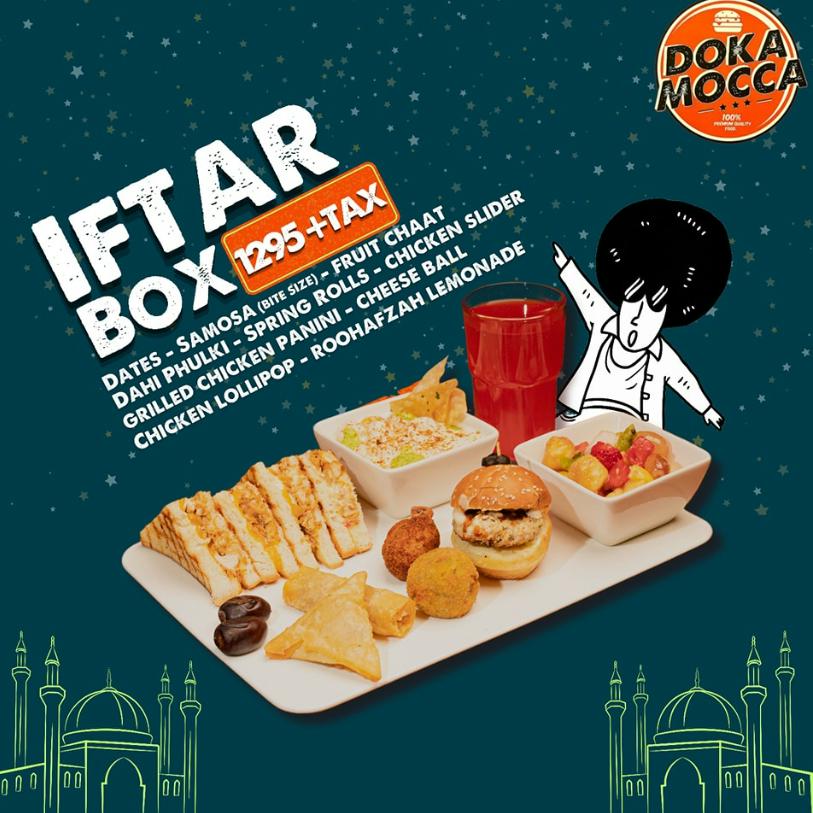 DOKA
MOCCA
100%
PREMIUM QUALITY
FOOD.
IFTAR
BOX
1295 +TAX
DATES - SAMOSA (BITE SIZE) - FRUIT CHAAT
DAHI PHULKI - SPRING ROLLS - CHICKEN SLIDER
GRILLED CHICKEN PANINI - CHEESE BALL
CHICKEN LOLLIPOP - ROOHAFZAH LEMONADE